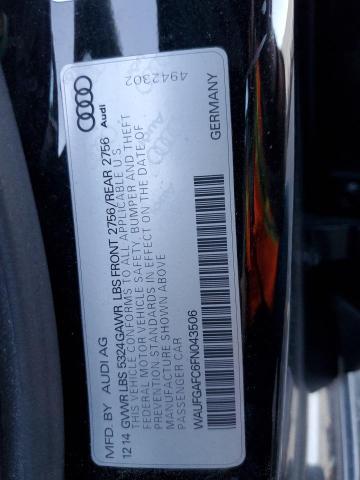 MFD. BY AUDI AG
12 14 GVWR LBS 5324 GAWR LBS FRONT 2756/REAR 2756
THIS VEHICLE CONFORMS TO ALL APPLICABLE U S
FEDERAL MOTOR VEHICLE SAFETY, BUMPER AND THEFT
PREVENTION STANDARDS IN EFFECT ON THE DATE OF
MANUFACTURE SHOWN ABOVE
PASSENGER CAR
WAUFGAFC6FN043506
GERMANY
Audi
4942302